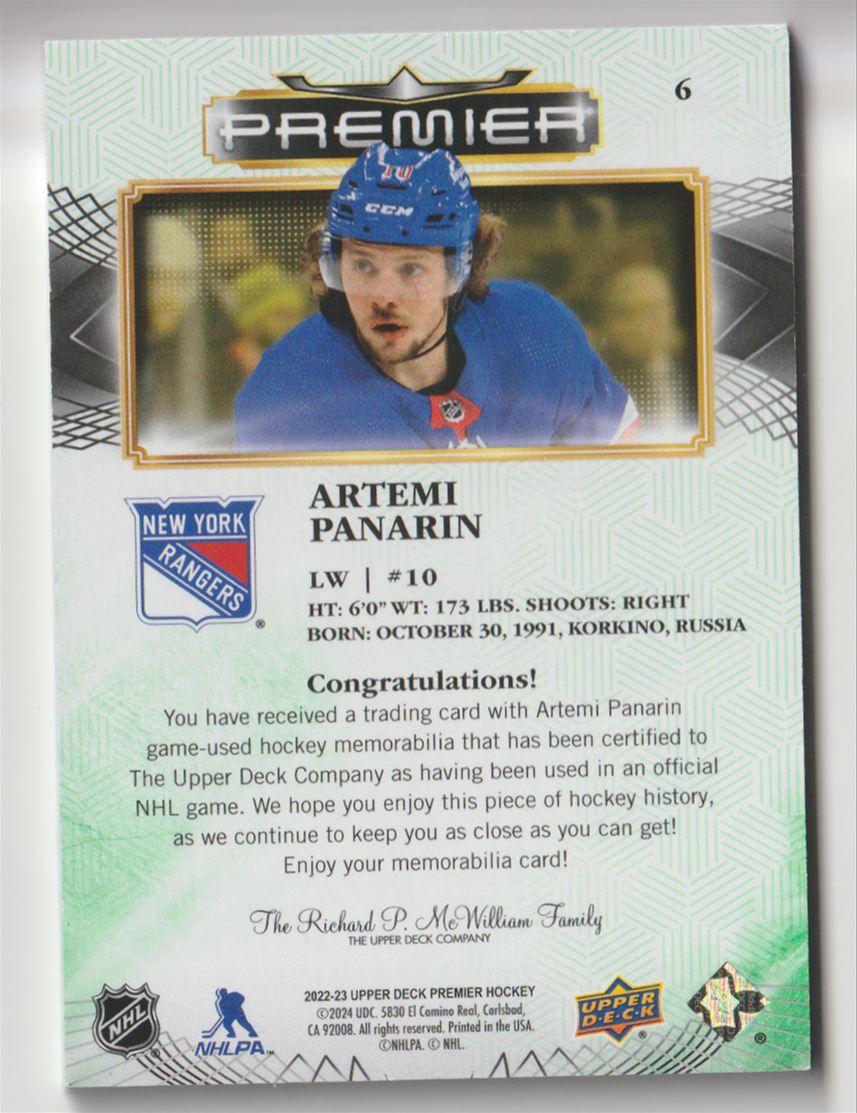 6
PREMIER
10
CCM
NEW YORK
RANGERS
®
ARTEMI
PANARIN
LW | #10
HT: 6'0" WT: 173 LBS. SHOOTS: RIGHT
BORN: OCTOBER 30, 1991, KORKINO, RUSSIA
Congratulations!
You have received a trading card with Artemi Panarin
game-used hockey memorabilia that has been certified to
The Upper Deck Company as having been used in an official
NHL game. We hope you enjoy this piece of hockey history,
as we continue to keep you as close as you can get!
Enjoy your memorabilia card!
The Richard P. McWilliam Family
THE UPPER DECK COMPANY
NHL ®
NHLPA™
2022-23 UPPER DECK PREMIER HOCKEY
©2024 UDC. 5830 El Camino Real, Carlsbad,
CA 92008. All rights reserved. Printed in the USA.
©NHLPA. © NHL.
UPPER
D·E·C·K ®
®